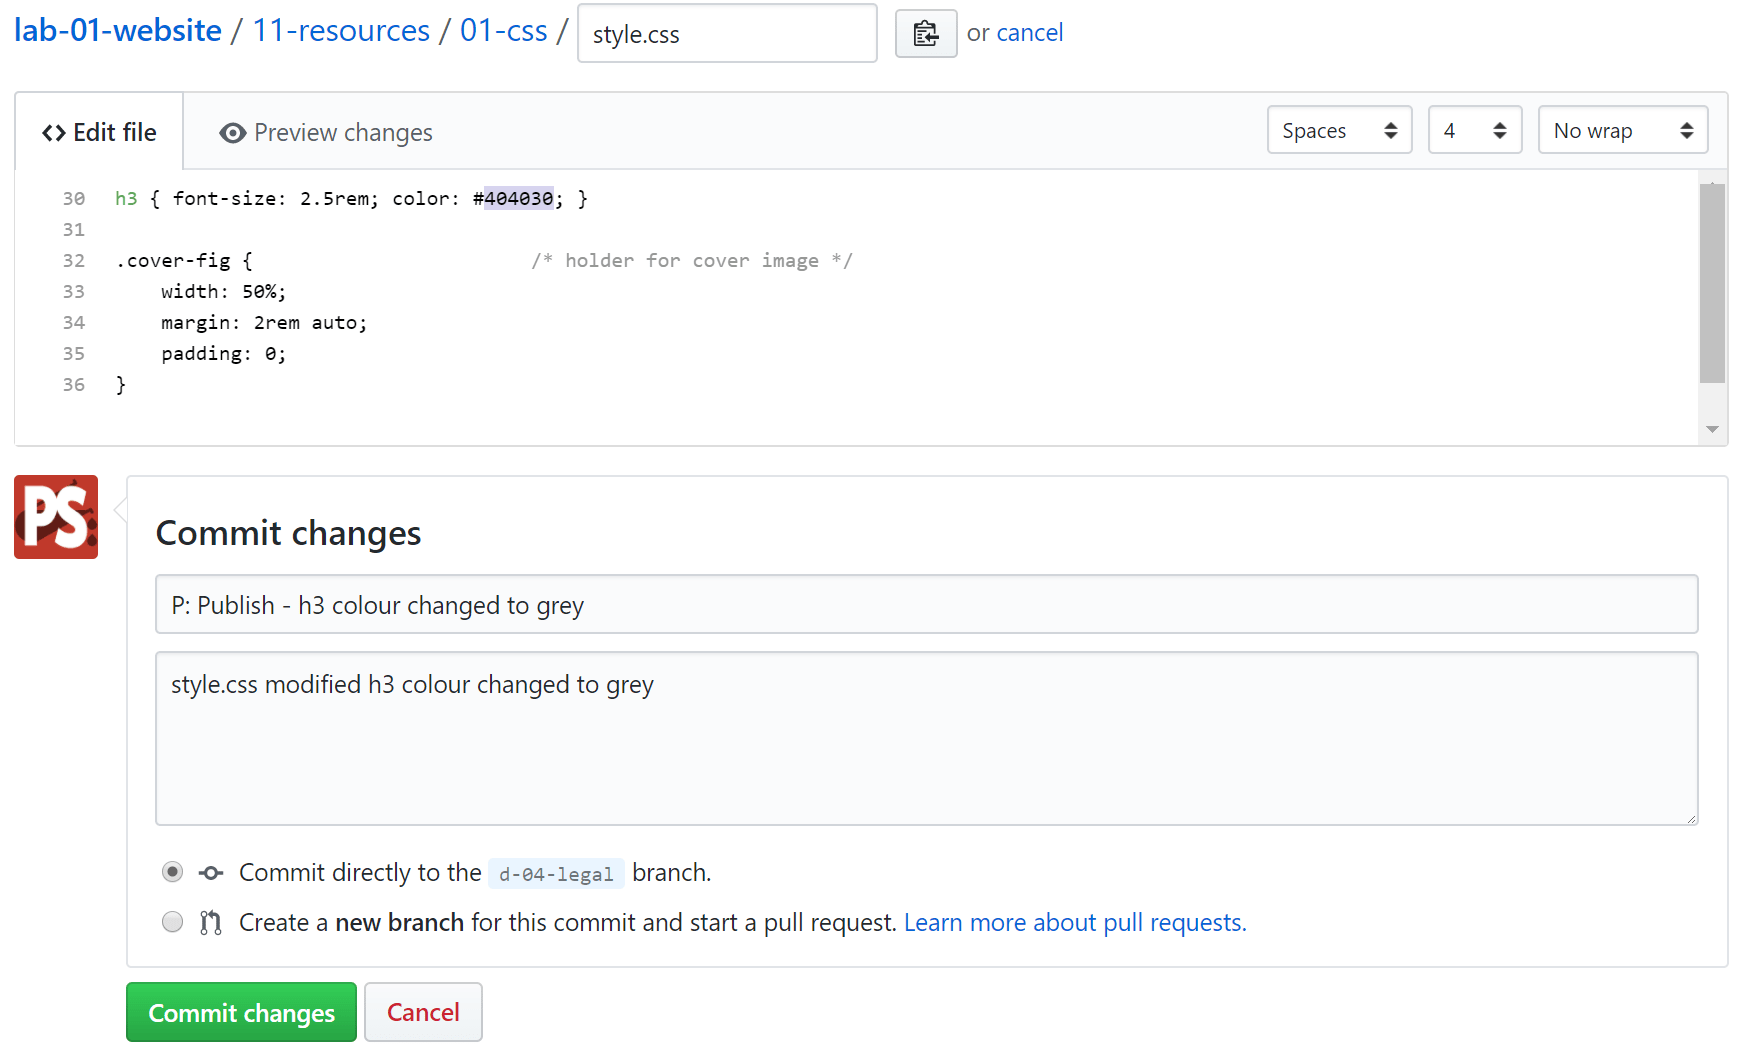 lab-01-website / 11-resources / 01-css / style.css or cancel
<> Edit file Preview changes Spaces 4 No wrap
30 h3 { font-size: 2.5rem; color: #404030; }
31
32 .cover-fig { /* holder for cover image */
33 width: 50%;
34 margin: 2rem auto;
35 padding: 0;
36 }
PS
Commit changes
P: Publish - h3 colour changed to grey
style.css modified h3 colour changed to grey
Commit directly to the d-04-legal branch.
Create a new branch for this commit and start a pull request. Learn more about pull requests.
Commit changes Cancel